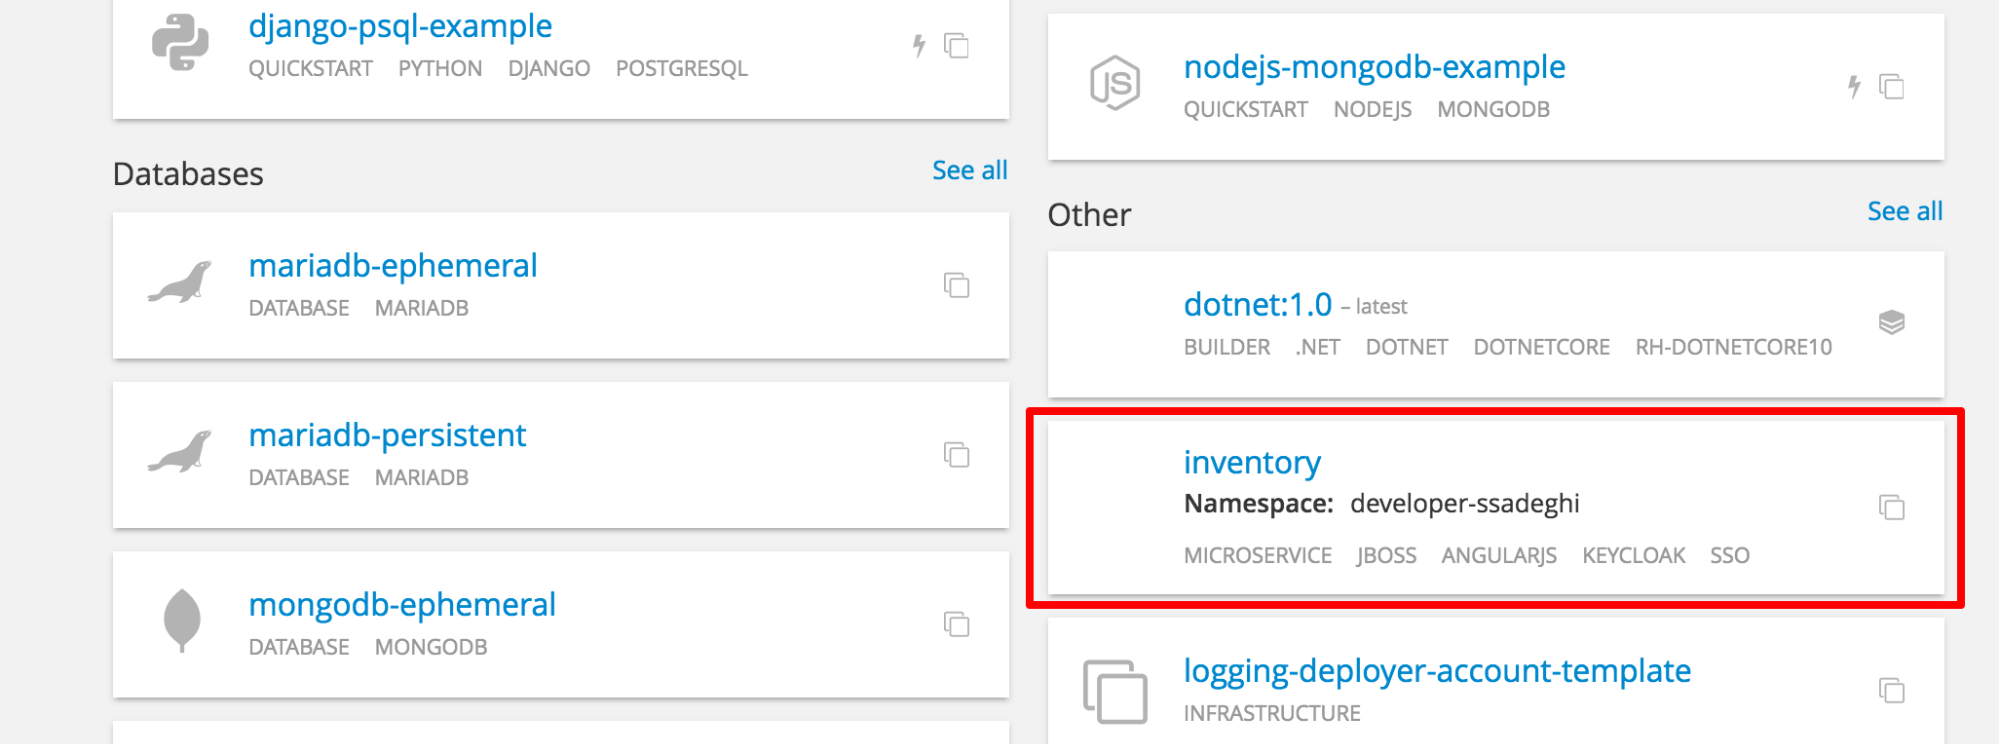 django-psql-example
QUICKSTART PYTHON DJANGO POSTGRESQL
Databases
See all
mariadb-ephemeral
DATABASE MARIADB
mariadb-persistent
DATABASE MARIADB
mongodb-ephemeral
DATABASE MONGODB
JS
nodejs-mongodb-example
QUICKSTART NODEJS MONGODB
Other
See all
dotnet:1.0 – latest
BUILDER .NET DOTNET DOTNETCORE RH-DOTNETCORE10
inventory
Namespace: developer-ssadeghi
MICROSERVICE JBOSS ANGULARJS KEYCLOAK SSO
logging-deployer-account-template
INFRASTRUCTURE